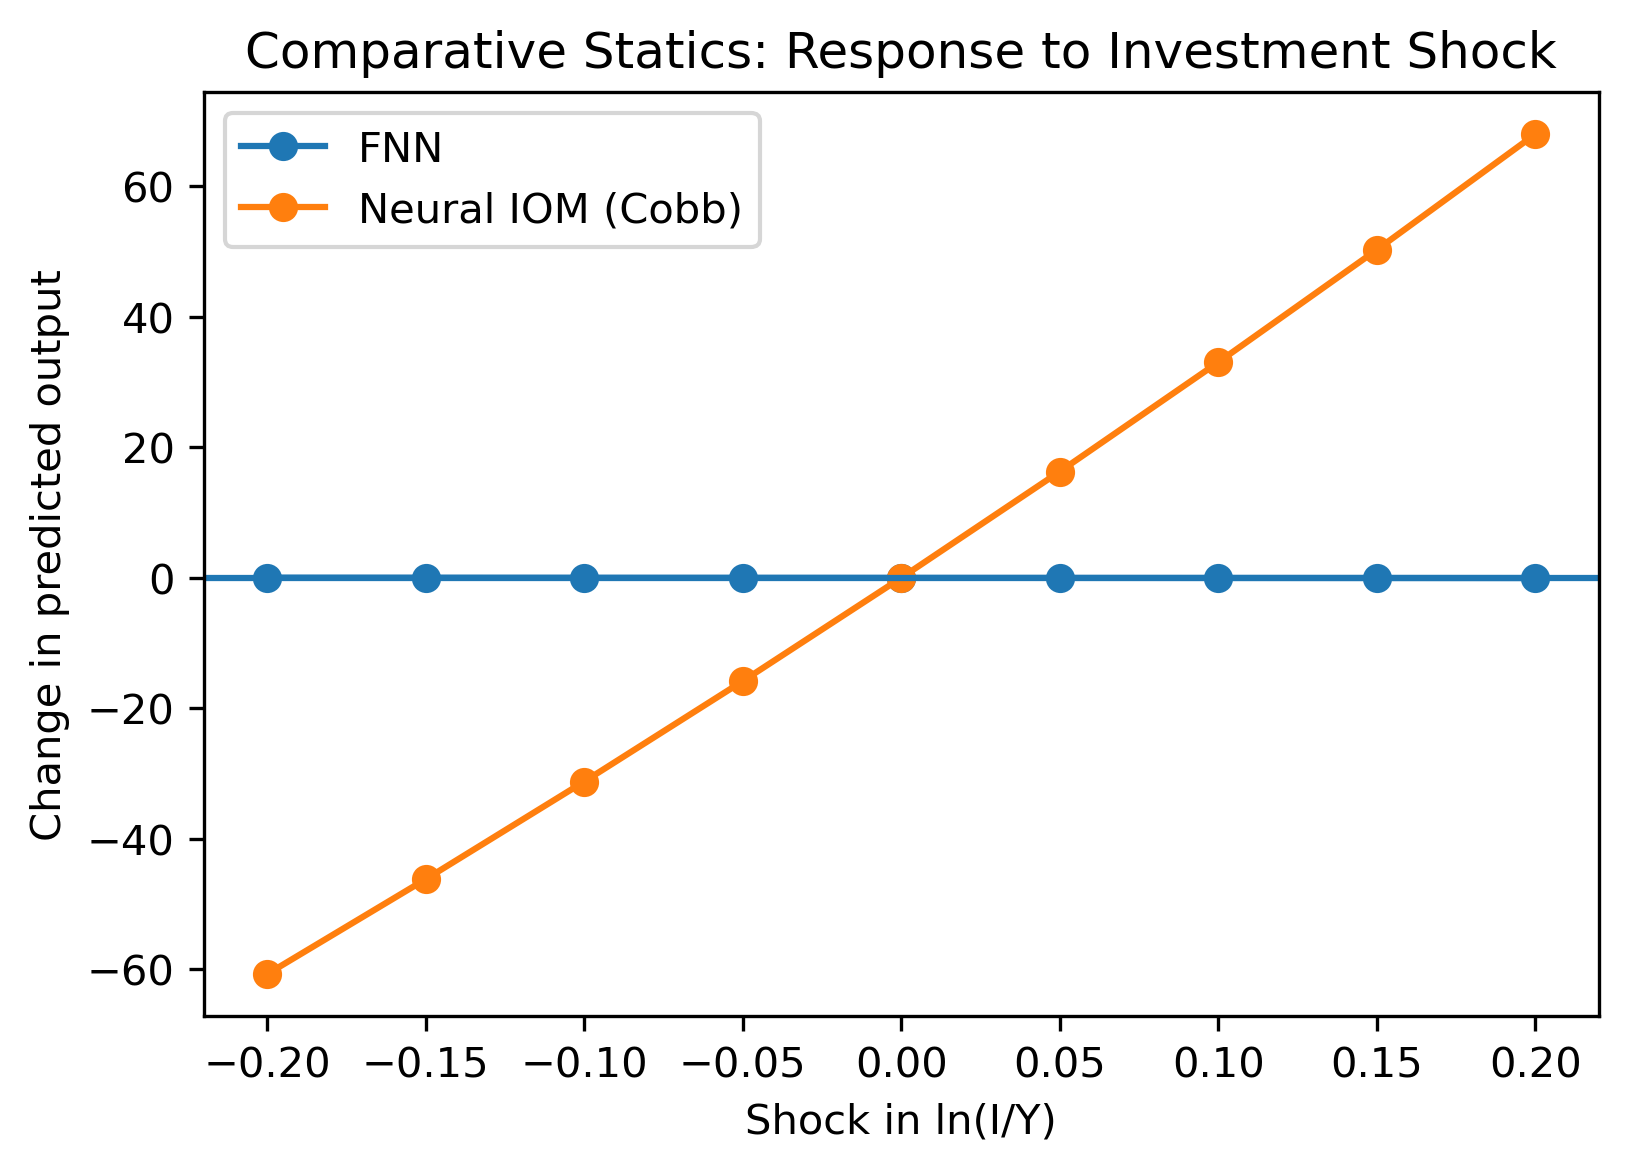 Comparative Statics: Response to Investment Shock
FNN
Neural IOM (Cobb)
Change in predicted output
60
40
20
0
−20
−40
−60
−0.20 −0.15 −0.10 −0.05 0.00 0.05 0.10 0.15 0.20
Shock in ln(I/Y)